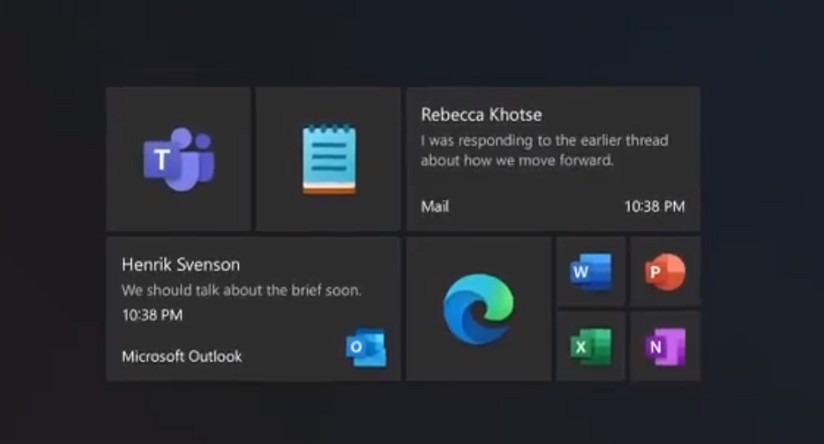 T
Rebecca Khotse
I was responding to the earlier thread
about how we move forward.
Mail 10:38 PM
Henrik Svenson
We should talk about the brief soon.
10:38 PM
Microsoft Outlook
O
W
P
X
N